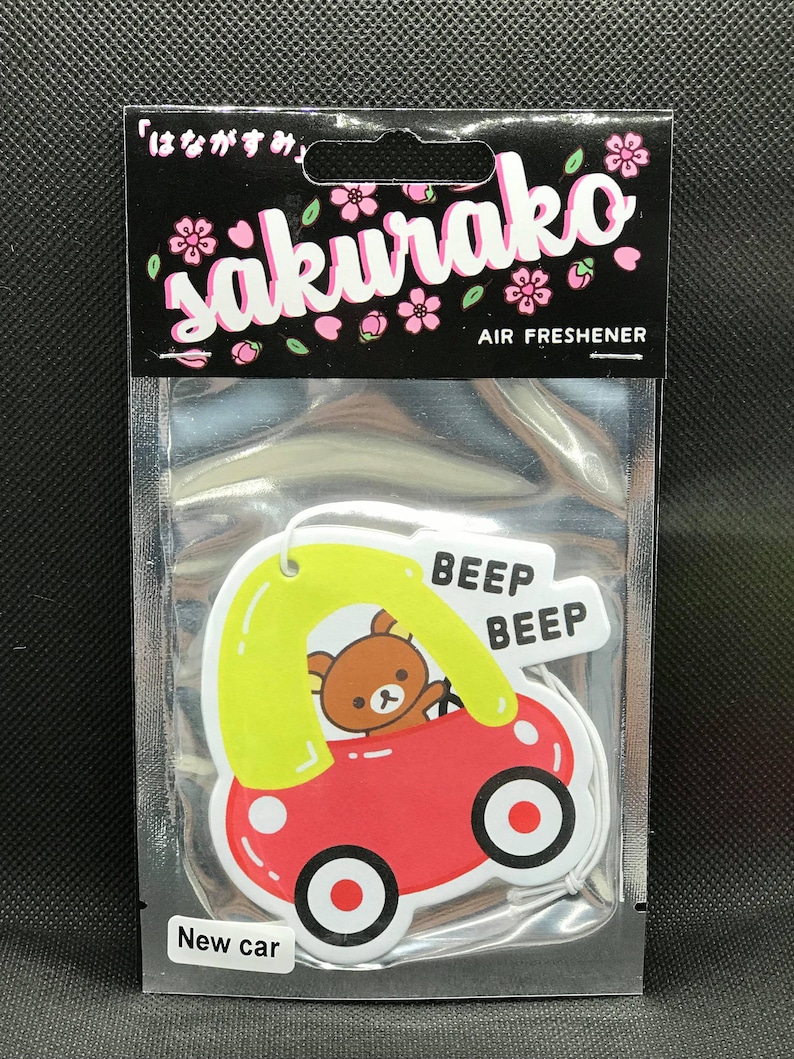 「はながすみ」
sakurako
AIR FRESHENER
BEEP
BEEP
New car